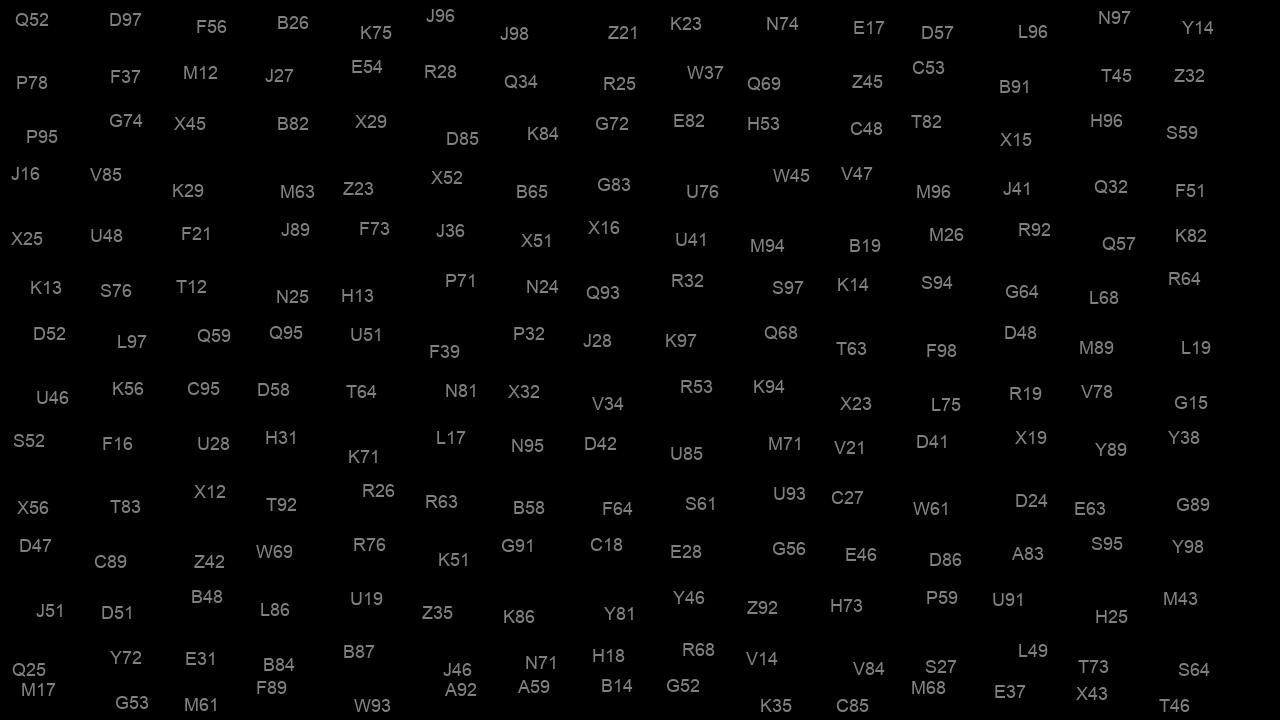 Q52 D97 F56 B26 K75 J96 J98 Z21 K23 N74 E17 D57 L96 N97 Y14
P78 F37 M12 J27 E54 R28 Q34 R25 W37 Q69 Z45 C53 B91 T45 Z32
P95 G74 X45 B82 X29 D85 K84 G72 E82 H53 C48 T82 X15 H96 S59
J16 V85 K29 M63 Z23 X52 B65 G83 U76 W45 V47 M96 J41 Q32 F51
X25 U48 F21 J89 F73 J36 X51 X16 U41 M94 B19 M26 R92 Q57 K82
K13 S76 T12 N25 H13 P71 N24 Q93 R32 S97 K14 S94 G64 L68 R64
D52 L97 Q59 Q95 U51 F39 P32 J28 K97 Q68 T63 F98 D48 M89 L19
U46 K56 C95 D58 T64 N81 X32 V34 R53 K94 X23 L75 R19 V78 G15
S52 F16 U28 H31 K71 L17 N95 D42 U85 M71 V21 D41 X19 Y89 Y38
X56 T83 X12 T92 R26 R63 B58 F64 S61 U93 C27 W61 D24 E63 G89
D47 C89 Z42 W69 R76 K51 G91 C18 E28 G56 E46 D86 A83 S95 Y98
J51 D51 B48 L86 U19 Z35 K86 Y81 Y46 Z92 H73 P59 U91 H25 M43
Q25 Y72 E31 B84 B87 J46 N71 H18 R68 V14 V84 S27 L49 T73 S64
M17 G53 M61 F89 W93 A92 A59 B14 G52 K35 C85 M68 E37 X43 T46